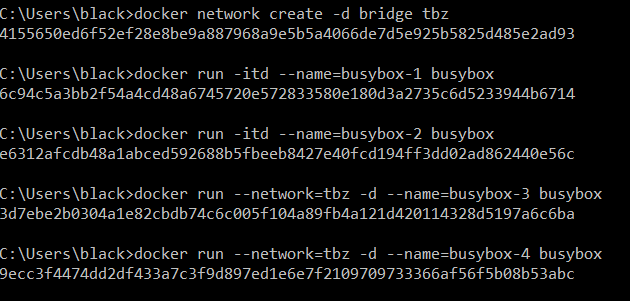 C:\Users\black>docker network create -d bridge tbz
4155650ed6f52ef28e8be9a887968a9e5b5a4066de7d5e925b5825d485e2ad93
C:\Users\black>docker run -itd --name=busybox-1 busybox
6c94c5a3bb2f54a4cd48a6745720e572833580e180d3a2735c6d5233944b6714
C:\Users\black>docker run -itd --name=busybox-2 busybox
e6312afcdb48a1abced592688b5fbeeb8427e40fcd194ff3dd02ad862440e56c
C:\Users\black>docker run --network=tbz -d --name=busybox-3 busybox
3d7ebe2b0304a1e82cbdb74c6c005f104a89fb4a121d420114328d5197a6c6ba
C:\Users\black>docker run --network=tbz -d --name=busybox-4 busybox
9ecc3f4474dd2df433a7c3f9d897ed1e6e7f2109709733366af56f5b08b53abc